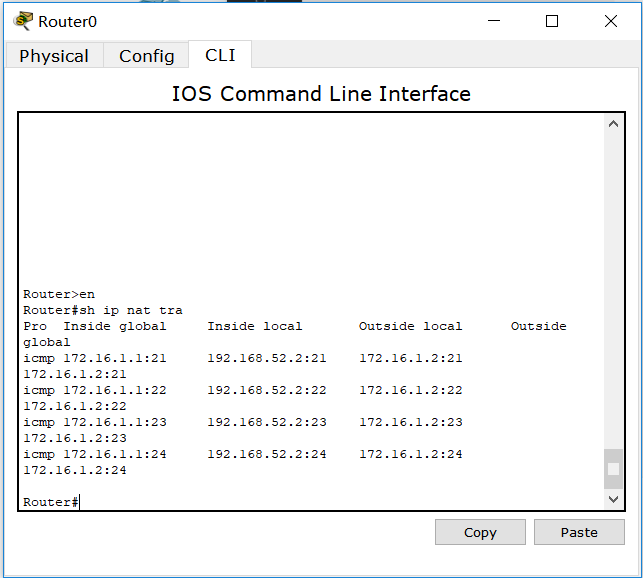 Router0
Physical Config CLI
IOS Command Line Interface
Router>en
Router#sh ip nat tra
Pro  Inside global     Inside local       Outside local      Outside
global
icmp 172.16.1.1:21     192.168.52.2:21    172.16.1.2:21
172.16.1.2:21
icmp 172.16.1.1:22     192.168.52.2:22    172.16.1.2:22
172.16.1.2:22
icmp 172.16.1.1:23     192.168.52.2:23    172.16.1.2:23
172.16.1.2:23
icmp 172.16.1.1:24     192.168.52.2:24    172.16.1.2:24
172.16.1.2:24
Router#
Copy Paste